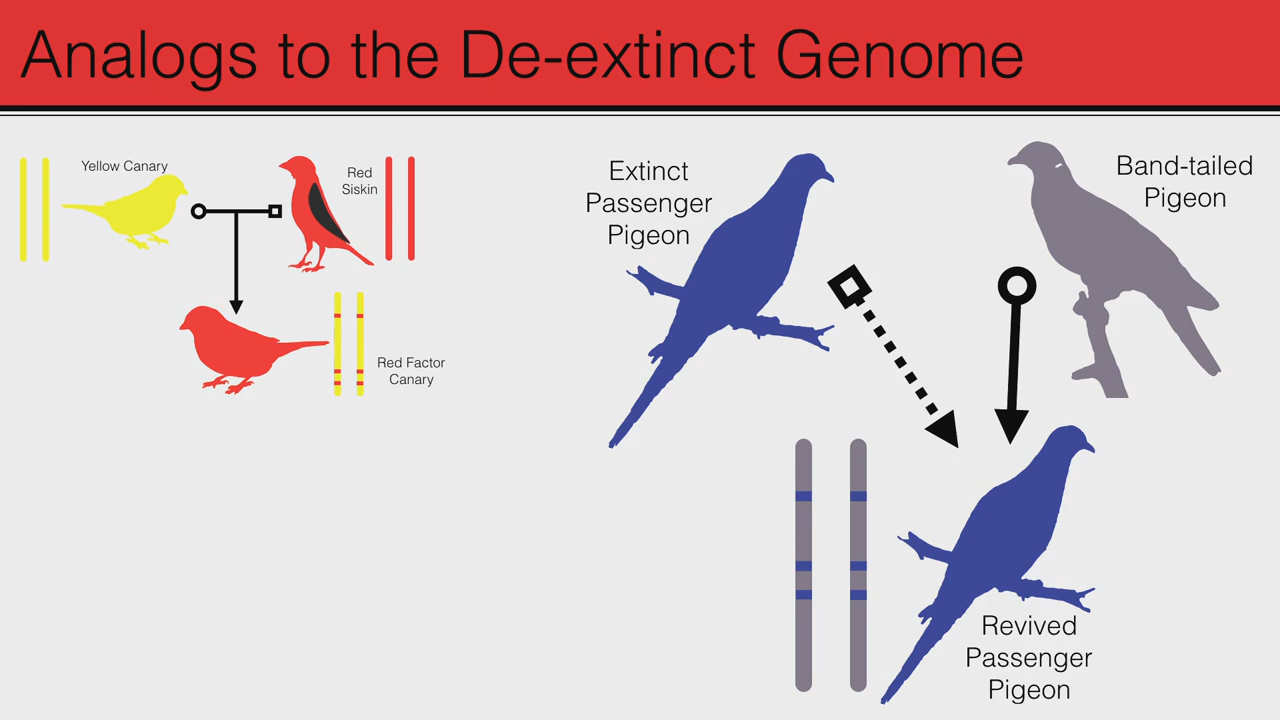 Analogs to the De-extinct Genome
Yellow Canary
Red
Siskin
Red Factor
Canary
Extinct
Passenger
Pigeon
Band-tailed
Pigeon
Revived
Passenger
Pigeon